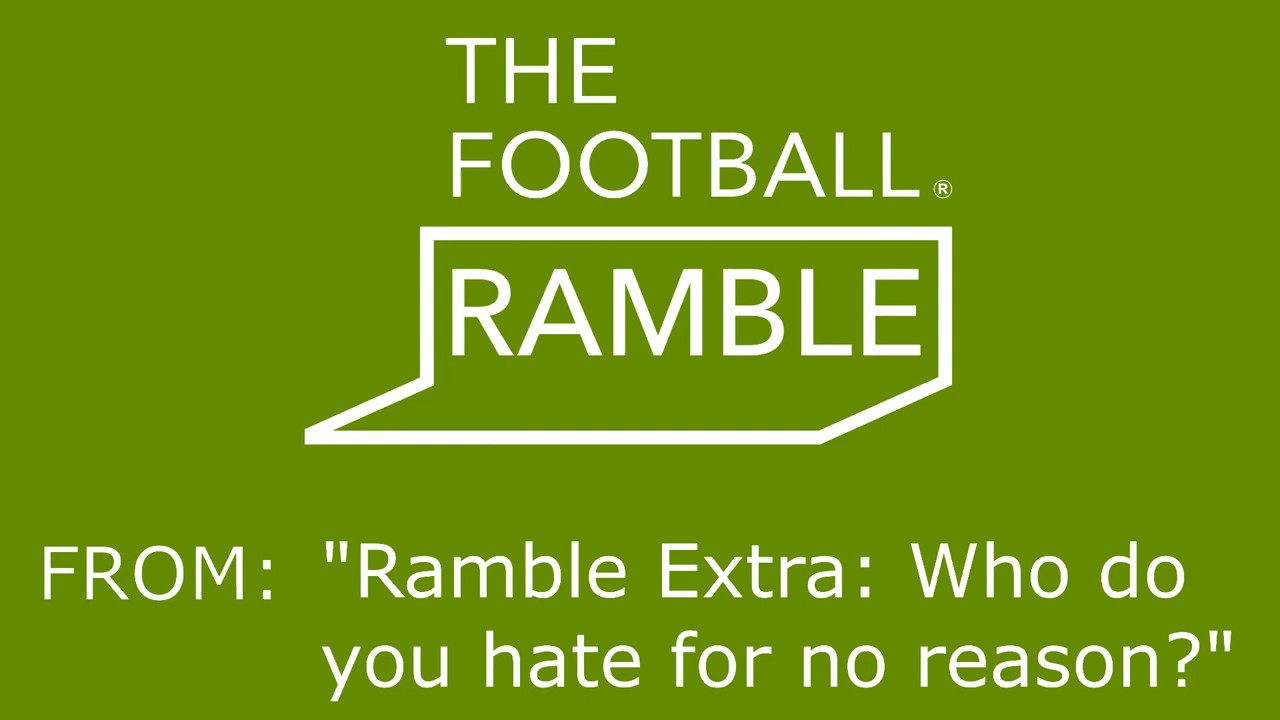 THE
FOOTBALL ®
RAMBLE
FROM: "Ramble Extra: Who do
you hate for no reason?"